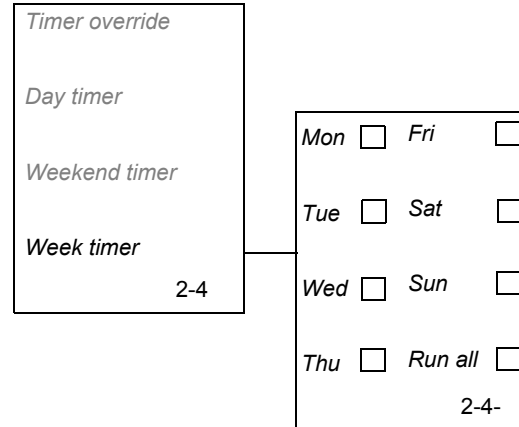 Timer override
Day timer
Weekend timer
Week timer
2-4
Mon Fri
Tue Sat
Wed Sun
Thu Run all
2-4-